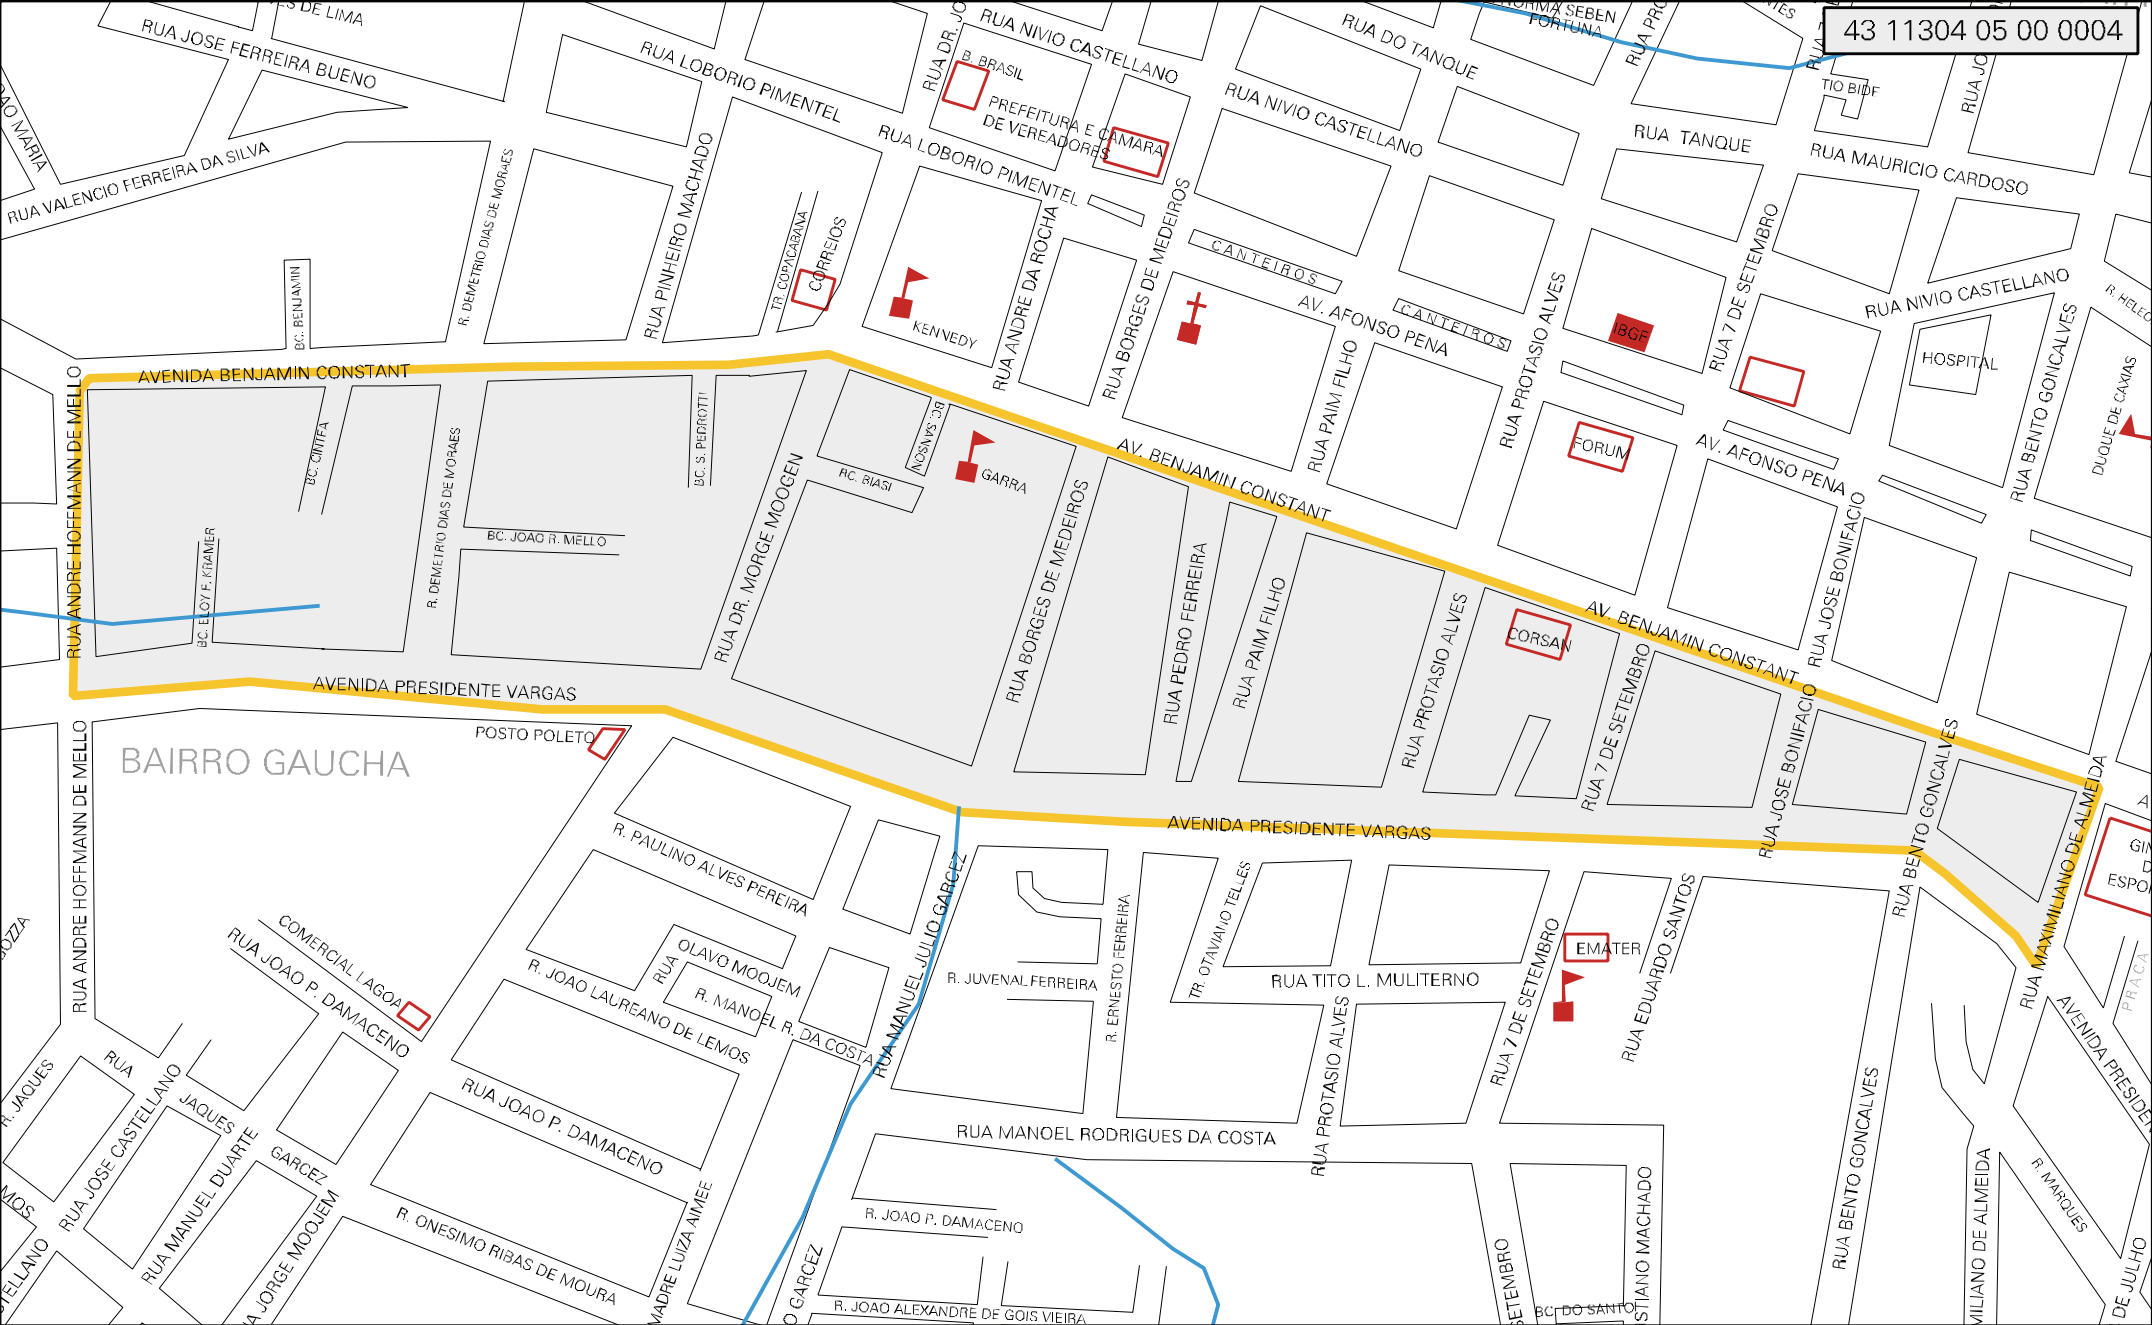 43 11304 05 00 0004
RUA JOSE FERREIRA BUENO
RUA VALENCIO FERREIRA DA SILVA
RUA LOBORIO PIMENTEL
RUA NIVIO CASTELLANO
B. BRASIL
PREFEITURA E CAMARA
DE VEREADORES
RUA LOBORIO PIMENTEL
RUA DO TANQUE
RUA NIVIO CASTELLANO
NORMA SEBEN
FORTUNA
TIO BIDF
RUA TANQUE
RUA MAURICIO CARDOSO
R. DEMETRIO DIAS DE MORAES
RUA PINHEIRO MACHADO
TR. COPACABANA
CORREIOS
KENNEDY
RUA ANDRE DA ROCHA
RUA BORGES DE MEDEIROS
CANTEIROS
AV. AFONSO PENA
CANTEIROS
RUA PAIM FILHO
RUA PROTASIO ALVES
IBGE
RUA 7 DE SETEMBRO
RUA NIVIO CASTELLANO
HOSPITAL
RUA BENTO GONCALVES
DUQUE DE CAXIAS
FORUM
AV. AFONSO PENA
RUA JOSE BONIFACIO
BC. BENJAMIN
AVENIDA BENJAMIN CONSTANT
RUA ANDRE HOFFMANN DE MELLO
BC. CINTFA
BC. ELOY F. KRAMER
R. DEMETRIO DIAS DE MORAES
BC. S. PEDROTTI
BC. JOAO R. MELLO
RUA DR. MORGE MOOGEN
BC. SANSON
BC. BIASI
GARRA
AV. BENJAMIN CONSTANT
RUA BORGES DE MEDEIROS
RUA PEDRO FERREIRA
RUA PAIM FILHO
RUA PROTASIO ALVES
CORSAN
AV. BENJAMIN CONSTANT
RUA 7 DE SETEMBRO
RUA JOSE BONIFACIO
RUA BENTO GONCALVES
RUA MAXIMILIANO DE ALMEIDA
AVENIDA PRESIDENTE VARGAS
POSTO POLETO
BAIRRO GAUCHA
AVENIDA PRESIDENTE VARGAS
RUA ANDRE HOFFMANN DE MELLO
R. PAULINO ALVES PEREIRA
RUA OLAVO MOOJEM
R. MANOEL R. DA COSTA
R. JOAO LAUREANO DE LEMOS
COMERCIAL LAGOA
RUA JOAO P. DAMACENO
RUA MANUEL JULIO GARCEZ
R. JUVENAL FERREIRA
R. ERNESTO FERREIRA
TR. OTAVIANO TELLES
RUA TITO L. MULITERNO
EMATER
RUA 7 DE SETEMBRO
RUA EDUARDO SANTOS
RUA PROTASIO ALVES
RUA MANOEL RODRIGUES DA COSTA
PRACA
RUA JAQUES GARCEZ
R. JAQUES
RUA JOSE CASTELLANO
RUA MANUEL DUARTE
RUA JOAO P. DAMACENO
R. ONESIMO RIBAS DE MOURA
R. JOAO P. DAMACENO
R. JOAO ALEXANDRE DE GOIS VIEIRA
BC. DO SANTO
RUA BENTO GONCALVES
R. MARQUES